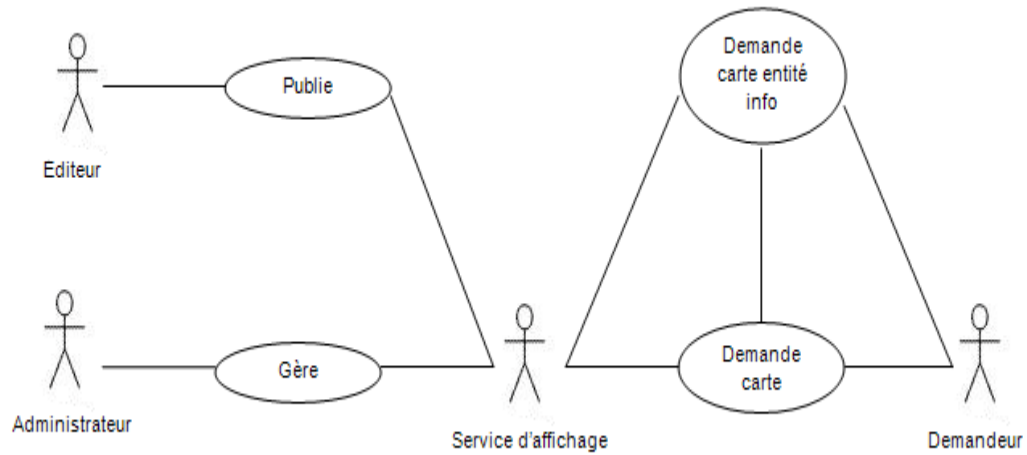 Demande
carte entité
info
Publie
Editeur
Gère
Demande
carte
Administrateur
Service d'affichage
Demandeur